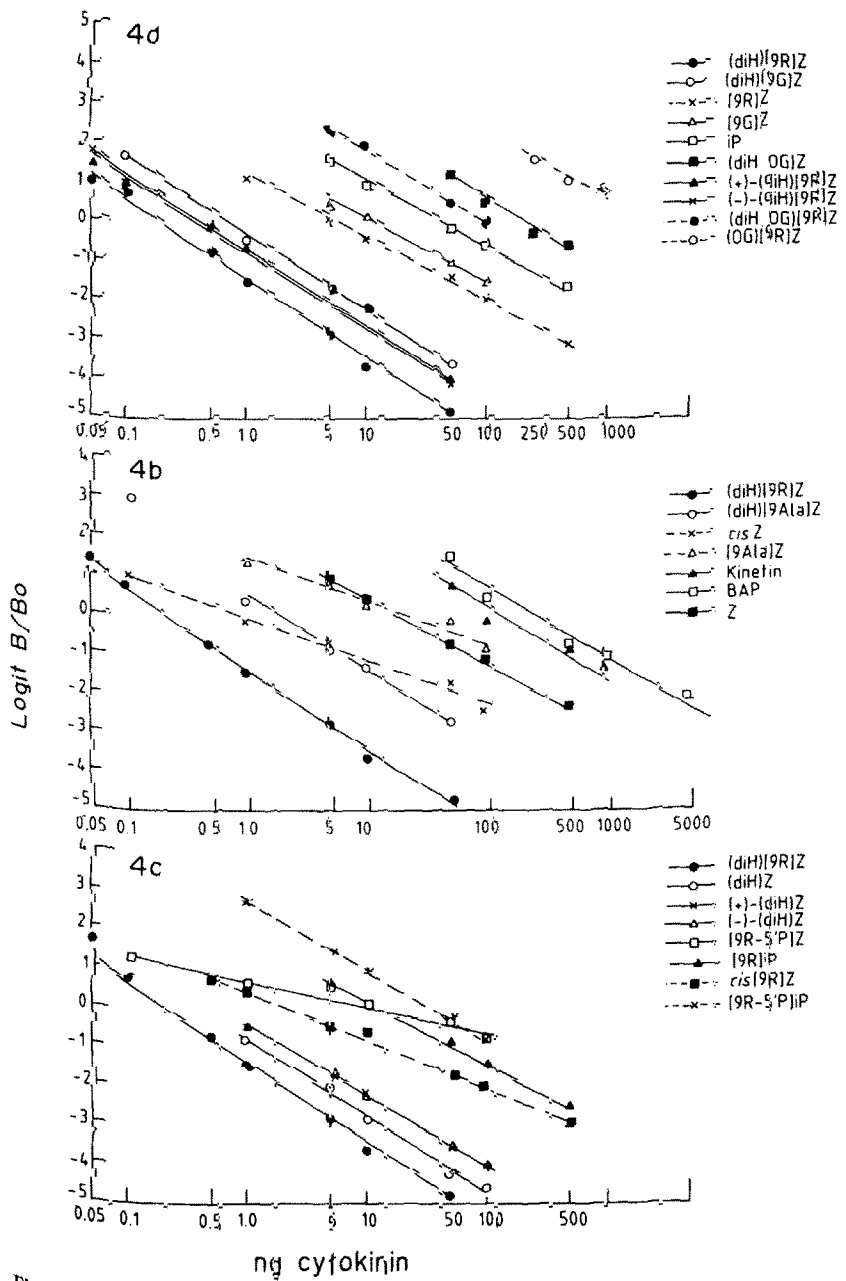 4a
5
4
3
2
1
0
-1
-2
-3
-4
-5
0.05 0.1 0.5 1.0 5 10 50 100 250 500 1000
(diH)[9R]Z
(diH)[9G]Z
[9R]Z
[9G]Z
iP
(diH OG)Z
(+)-(diH)[9R]Z
(-)-(diH)[9R]Z
(diH OG)[9R]Z
(OG)[9R]Z
4b
4
3
2
1
0
-1
-2
-3
-4
-5
0.05 0.1 0.5 1.0 5 10 100 500 1000 5000
(diH)[9R]Z
(diH)[9Ala]Z
cis Z
[9Ala]Z
Kinetin
BAP
Z
Logit B/Bo
4c
4
3
2
1
0
-1
-2
-3
-4
-5
0.05 0.1 0.5 1.0 5 10 50 100 500
(diH)[9R]Z
(diH)Z
(+)-(diH)Z
(-)-(diH)Z
[9R-5'P]Z
[9R]iP
cis[9R]Z
[9R-5'P]iP
ng cytokinin